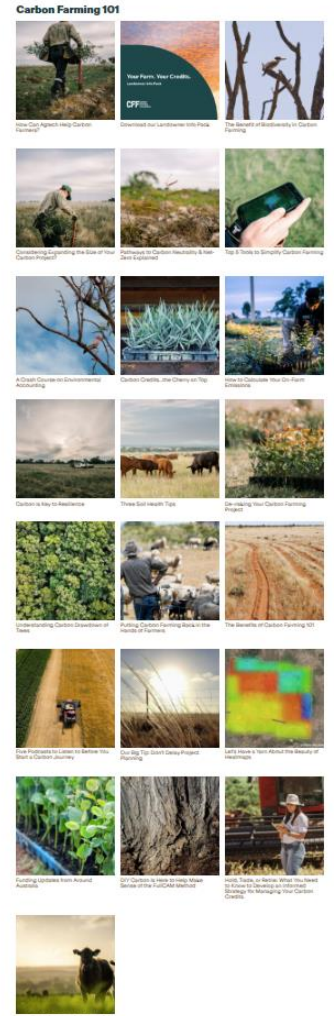 Carbon Farming 101
How Can Agtech Help Carbon
Farmers?
Your Farm. Your Credits.
Landowner Info Pack
CFF
Download our Landowner Info Pack
The Benefit of Biodiversity in Carbon
Farming
Considering Expanding the Size of Your
Carbon Project?
Pathways to Carbon Neutrality & Net-
Zero Explained
Top 5 Tools to Simplify Carbon Farming
A Crash Course on Environmental
Accounting
Carbon Credits, the Cherry on Top
How to Calculate Your On-Farm
Emissions
Carbon is Key to Resilience
Three Soil Health Tips
De-risking Your Carbon Farming
Project
Understanding Carbon Drawdown of
Trees
Putting Carbon Farming Back in the
Hands of Farmers
The Benefits of Carbon Farming 101
Five Podcasts to Listen to Before You
Start a Carbon Journey
Our Big Tip: Don't Delay Project
Planning
Let's Have a Yarn About the Beauty of
Heatmaps
Funding Updates from Around
Australia
DIY Carbon is Here to Help Make
Sense of the FullCAM Method
Hold, Trade, or Retire: What You Need
to Know to Develop an Informed
Strategy for Managing Your Carbon
Credits.